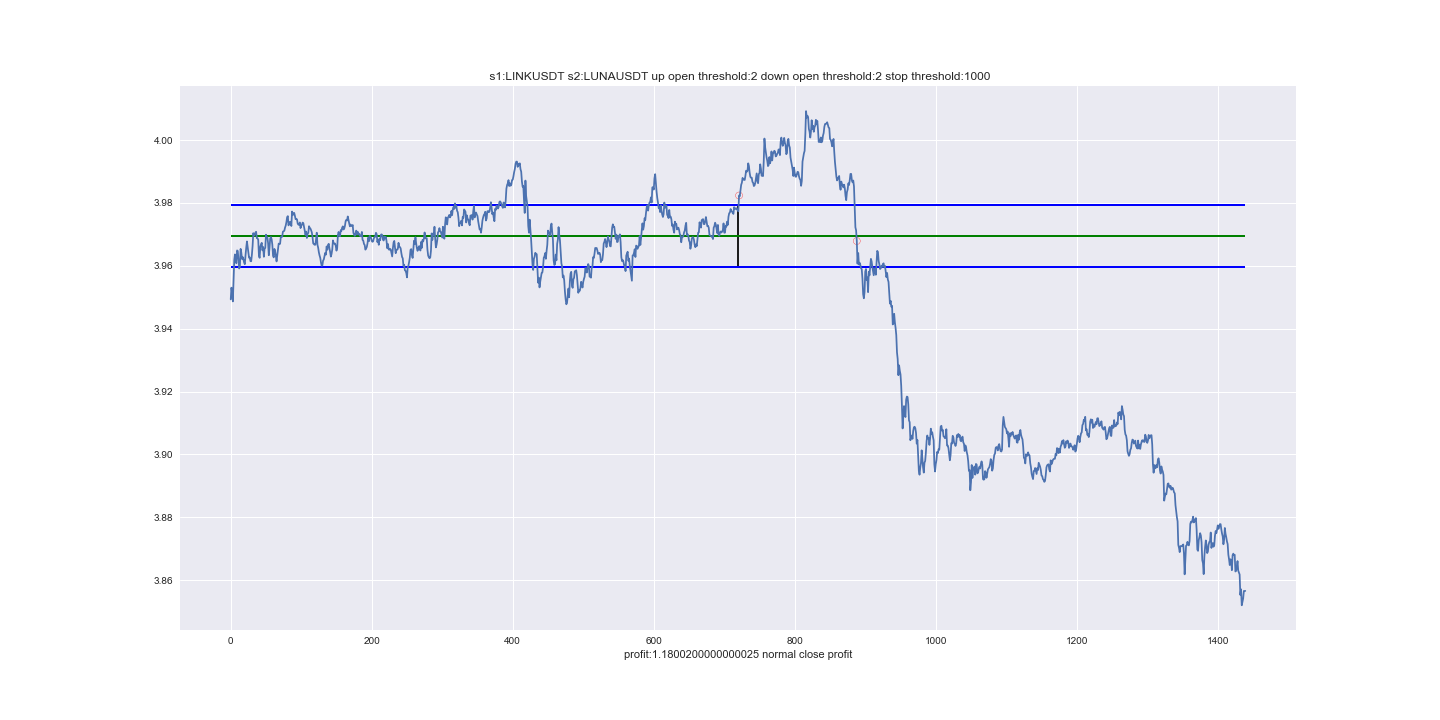 s1:LINKUSDT s2:LUNAUSDT up open threshold:2 down open threshold:2 stop threshold:1000
4.00
3.98
3.96
3.94
3.92
3.90
3.88
3.86
0 200 400 600 800 1000 1200 1400
profit:1.1800200000000025 normal close profit